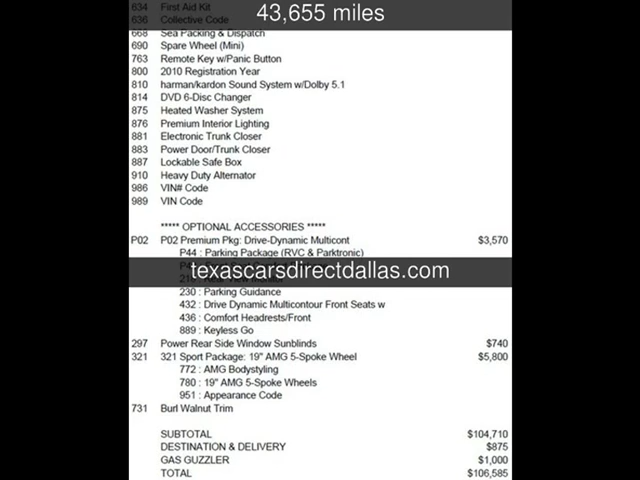 634 First Aid Kit
43,655 miles
636 Collective Code
668 Sea Packing & Dispatch
690 Spare Wheel (Mini)
763 Remote Key w/Panic Button
800 2010 Registration Year
810 harman/kardon Sound System w/Dolby 5.1
814 DVD 6-Disc Changer
875 Heated Washer System
876 Premium Interior Lighting
881 Electronic Trunk Closer
883 Power Door/Trunk Closer
887 Lockable Safe Box
910 Heavy Duty Alternator
986 VIN# Code
989 VIN Code
***** OPTIONAL ACCESSORIES *****
P02 P02 Premium Pkg: Drive-Dynamic Multicont $3,570
P44 : Parking Package (RVC & Parktronic)
texascarsdirectdallas.com
230 : Parking Guidance
432 : Drive Dynamic Multicontour Front Seats w
436 : Comfort Headrests/Front
889 : Keyless Go
297 Power Rear Side Window Sunblinds $740
321 321 Sport Package: 19" AMG 5-Spoke Wheel $5,800
772 : AMG Bodystyling
780 : 19" AMG 5-Spoke Wheels
951 : Appearance Code
731 Burl Walnut Trim
SUBTOTAL $104,710
DESTINATION & DELIVERY $875
GAS GUZZLER $1,000
TOTAL $106,585